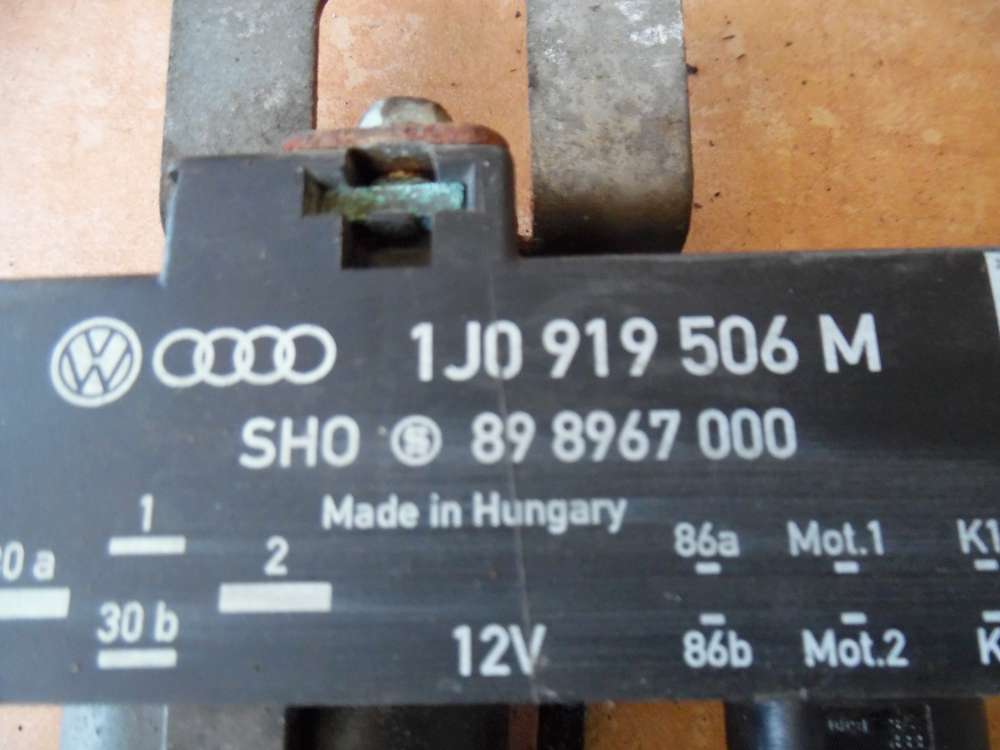 1J0 919 506 M
SHO 89 8967 000
Made in Hungary
1
2
30 b
12V
86a Mot.1 K1
86b Mot.2